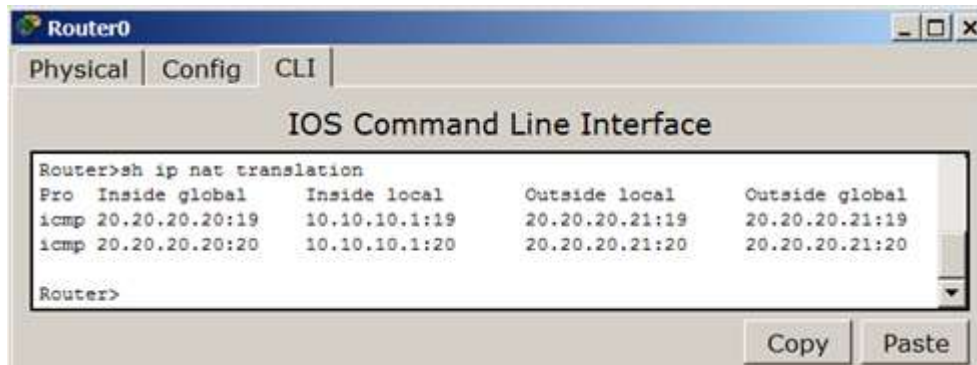 Router0
Physical Config CLI
IOS Command Line Interface
Router>sh ip nat translation
Pro Inside global Inside local Outside local Outside global
icmp 20.20.20.20:19 10.10.10.1:19 20.20.20.21:19 20.20.20.21:19
icmp 20.20.20.20:20 10.10.10.1:20 20.20.20.21:20 20.20.20.21:20
Router>
Copy Paste